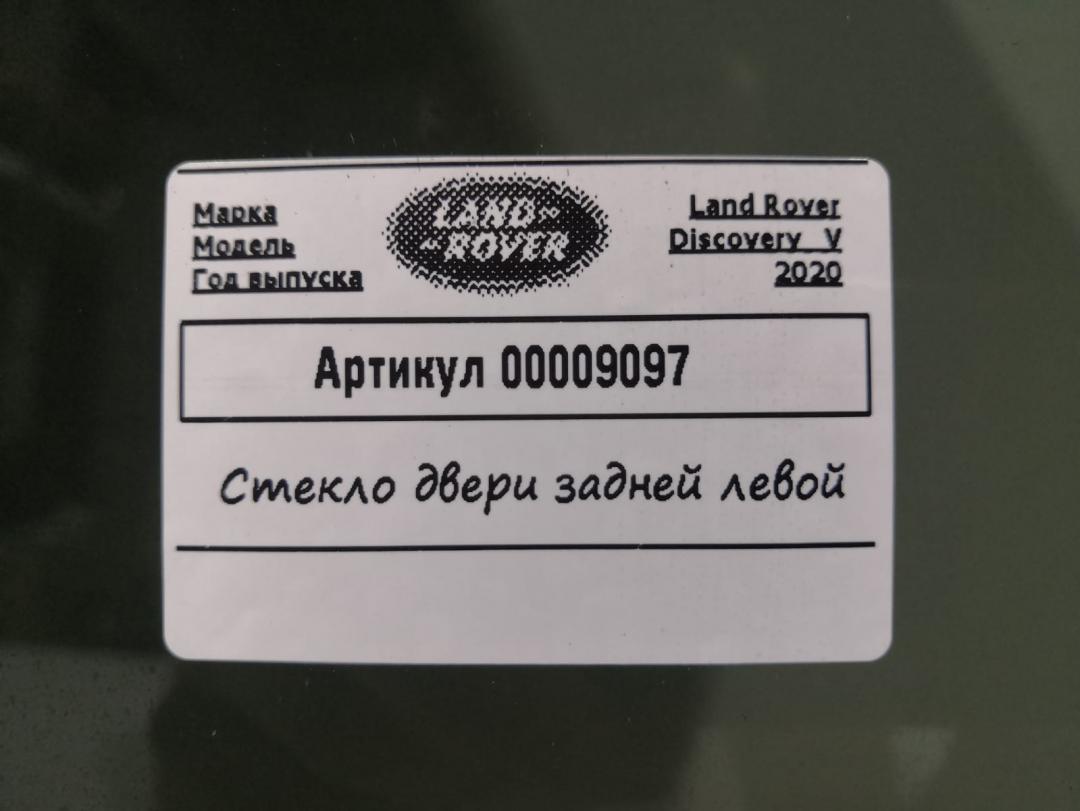 Марка
Модель
Год выпуска
LAND
ROVER
Land Rover
Discovery V
2020
Артикул 00009097
Стекло двери задней левой